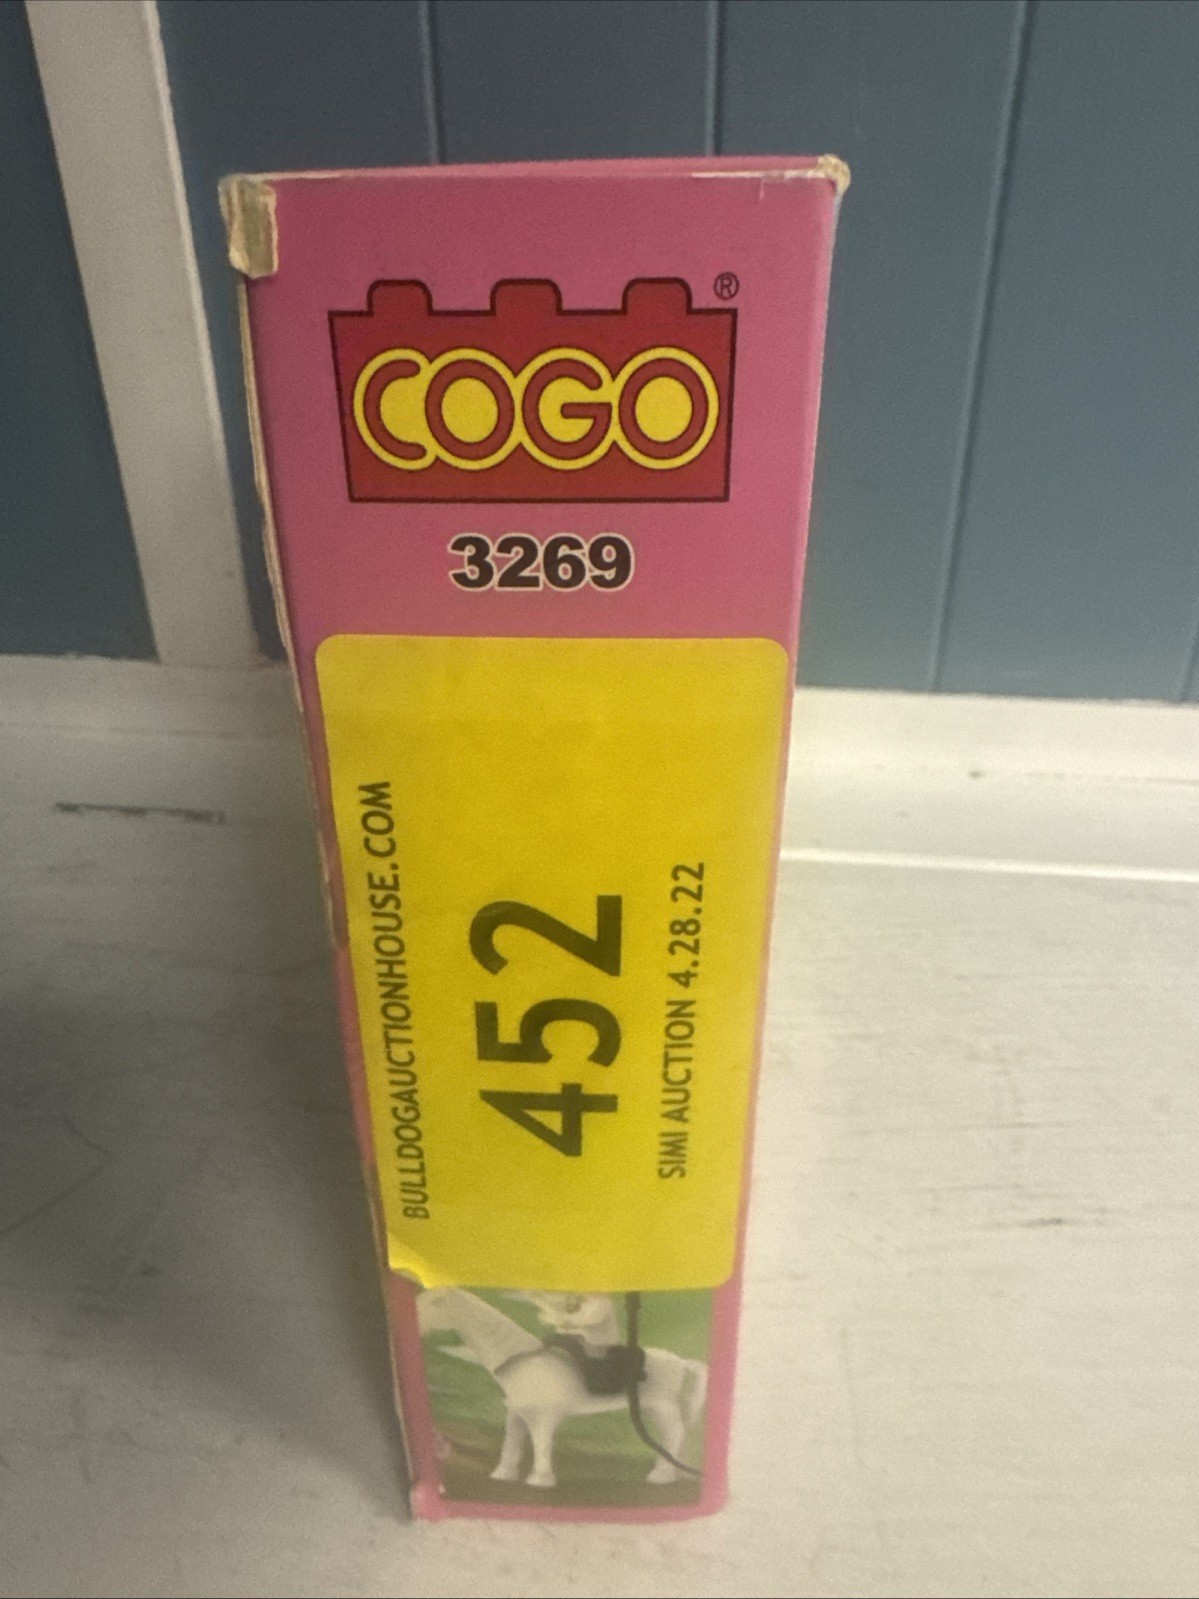 COGO®
3269
BULLDOGAUCTIONHOUSE.COM
452
SIMI AUCTION 4.28.22